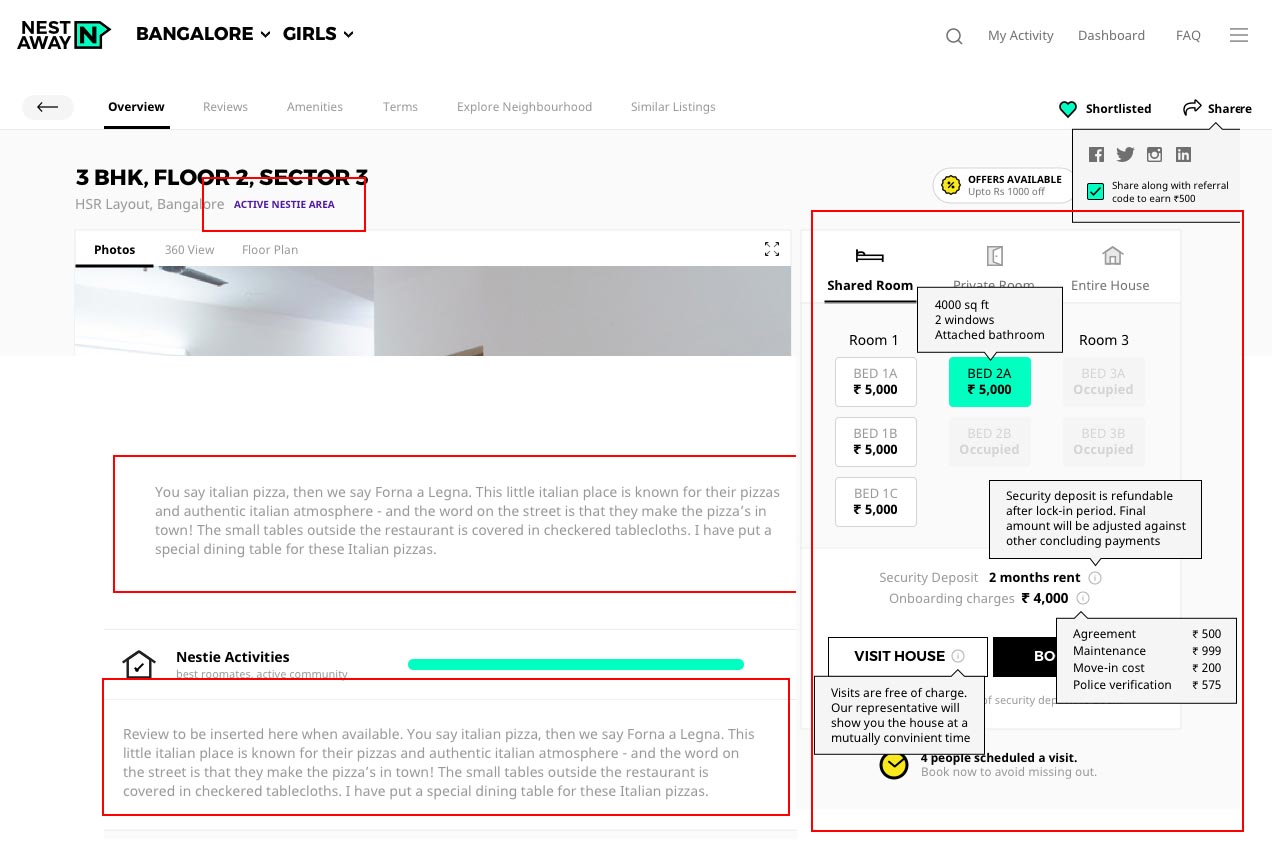 NEST
AWAY N
BANGALORE GIRLS
My Activity Dashboard FAQ
Overview Reviews Amenities Terms Explore Neighbourhood Similar Listings
Shortlisted Sharere
3 BHK, FLOOR 2, SECTOR 3
HSR Layout, Bangalore ACTIVE NESTIE AREA
OFFERS AVAILABLE
Upto Rs 1000 off
Share along with referral
code to earn ₹500
Photos 360 View Floor Plan
Shared Room Private Room Entire House
4000 sq ft
2 windows
Attached bathroom
Room 1 Room 3
BED 1A BED 2A BED 3A
₹ 5,000 ₹ 5,000 Occupied
BED 1B BED 2B BED 3B
₹ 5,000 Occupied Occupied
BED 1C
₹ 5,000
Security deposit is refundable
after lock-in period. Final
amount will be adjusted against
other concluding payments
Security Deposit 2 months rent
Onboarding charges ₹ 4,000
Agreement ₹ 500
Maintenance ₹ 999
Move-in cost ₹ 200
Police verification ₹ 575
VISIT HOUSE BO
Visits are free of charge.
Our representative will
show you the house at a
mutually convinient time
of security dep
4 people scheduled a visit.
Book now to avoid missing out.
You say italian pizza, then we say Forna a Legna. This little italian place is known for their pizzas
and authentic italian atmosphere - and the word on the street is that they make the pizza’s in
town! The small tables outside the restaurant is covered in checkered tablecloths. I have put a
special dining table for these Italian pizzas.
Nestie Activities
best roomates, active community
Review to be inserted here when available. You say italian pizza, then we say Forna a Legna. This
little italian place is known for their pizzas and authentic italian atmosphere - and the word on
the street is that they make the pizza’s in town! The small tables outside the restaurant is
covered in checkered tablecloths. I have put a special dining table for these Italian pizzas.